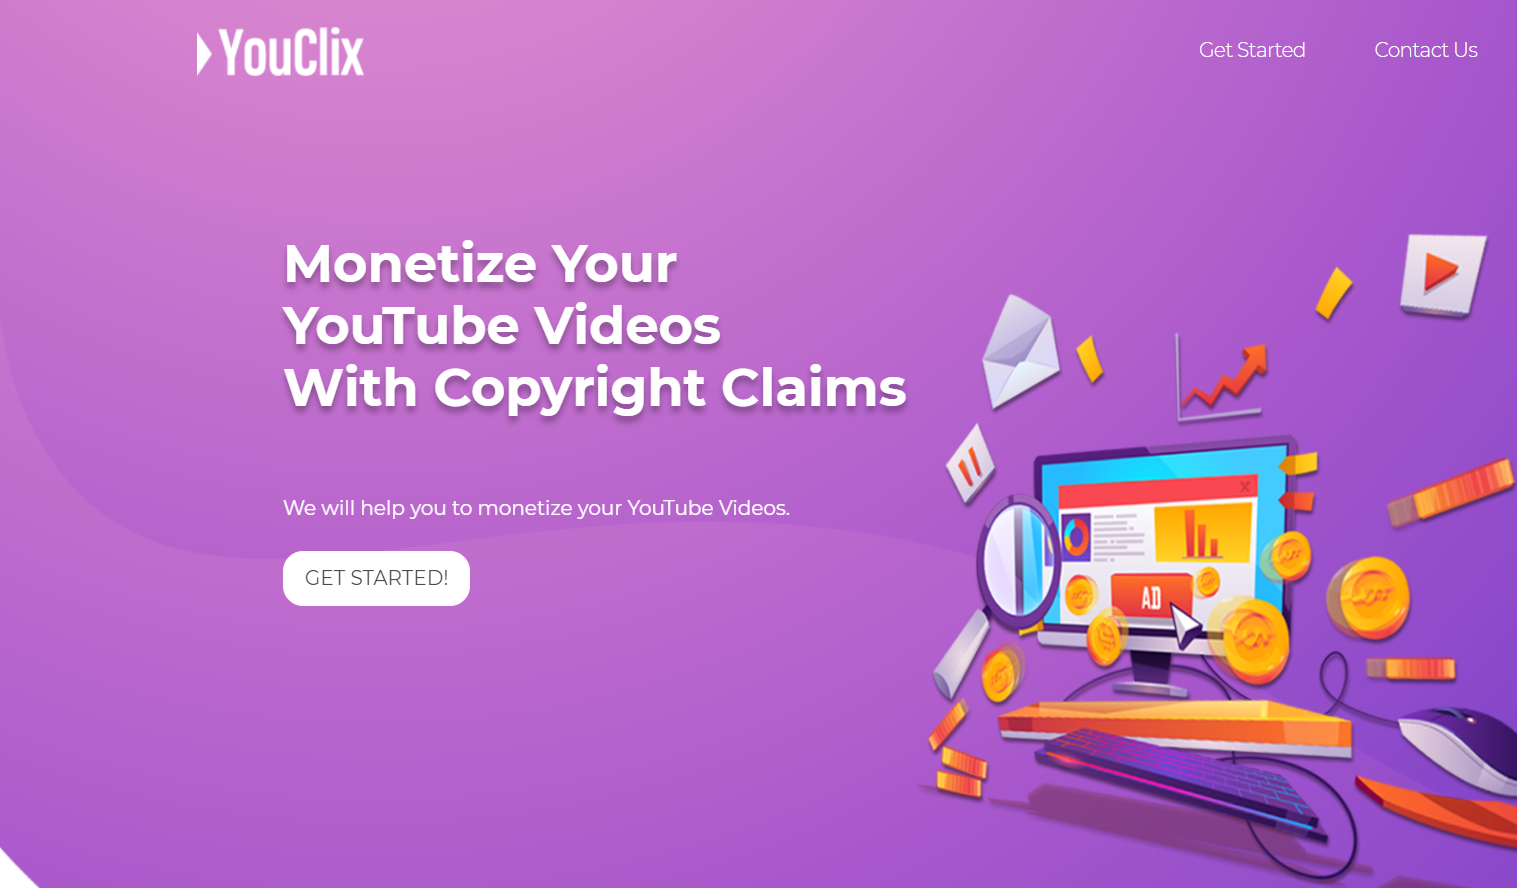 YouClix
Get Started
Contact Us
Monetize Your
YouTube Videos
With Copyright Claims
We will help you to monetize your YouTube Videos.
GET STARTED!
X
AD